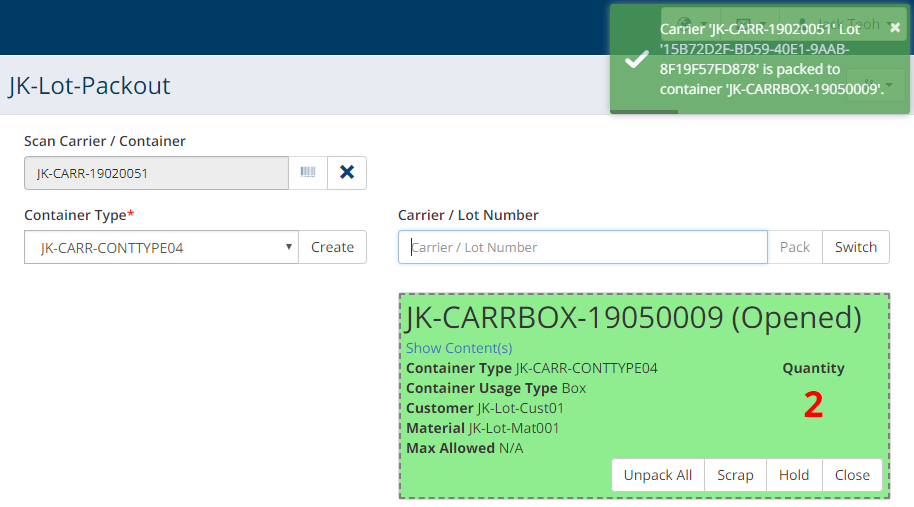 Carrier 'JK-CARR-19020051' Lot
'15B72D2F-BD59-40E1-9AAB-
8F19F57FD878' is packed to
container 'JK-CARRBOX-19050009'.
JK-Lot-Packout
Scan Carrier / Container
JK-CARR-19020051
Container Type*
Carrier / Lot Number
JK-CARR-CONTTYPE04
Create
Carrier / Lot Number
Pack
Switch
JK-CARRBOX-19050009 (Opened)
Show Content(s)
Container Type JK-CARR-CONTTYPE04
Quantity
Container Usage Type Box
Customer JK-Lot-Cust01
2
Material JK-Lot-Mat001
Max Allowed N/A
Unpack All
Scrap
Hold
Close